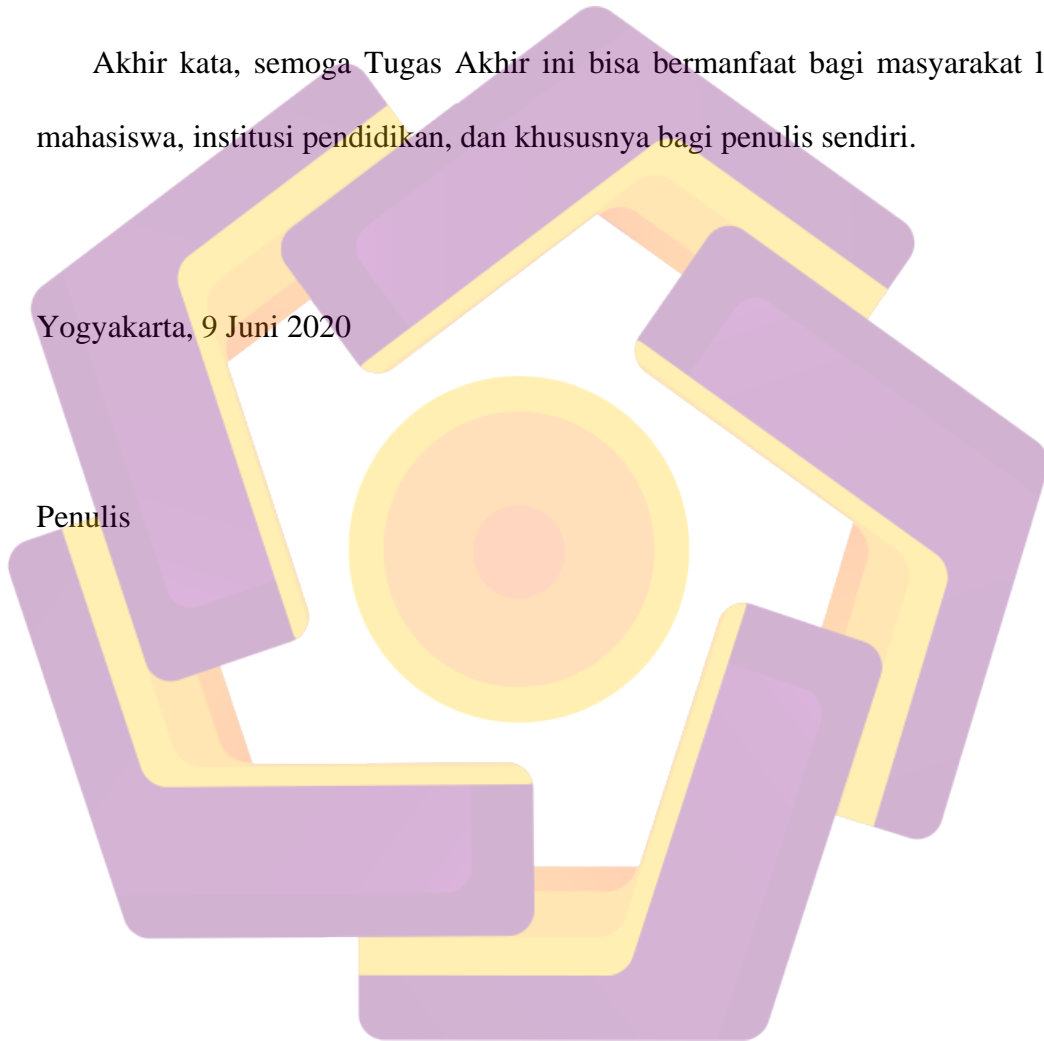 Akhir kata, semoga Tugas Akhir ini bisa bermanfaat bagi masyarakat
mahasiswa, institusi pendidikan, dan khususnya bagi penulis sendiri.
Yogyakarta, 9 Juni 2020
Penulis